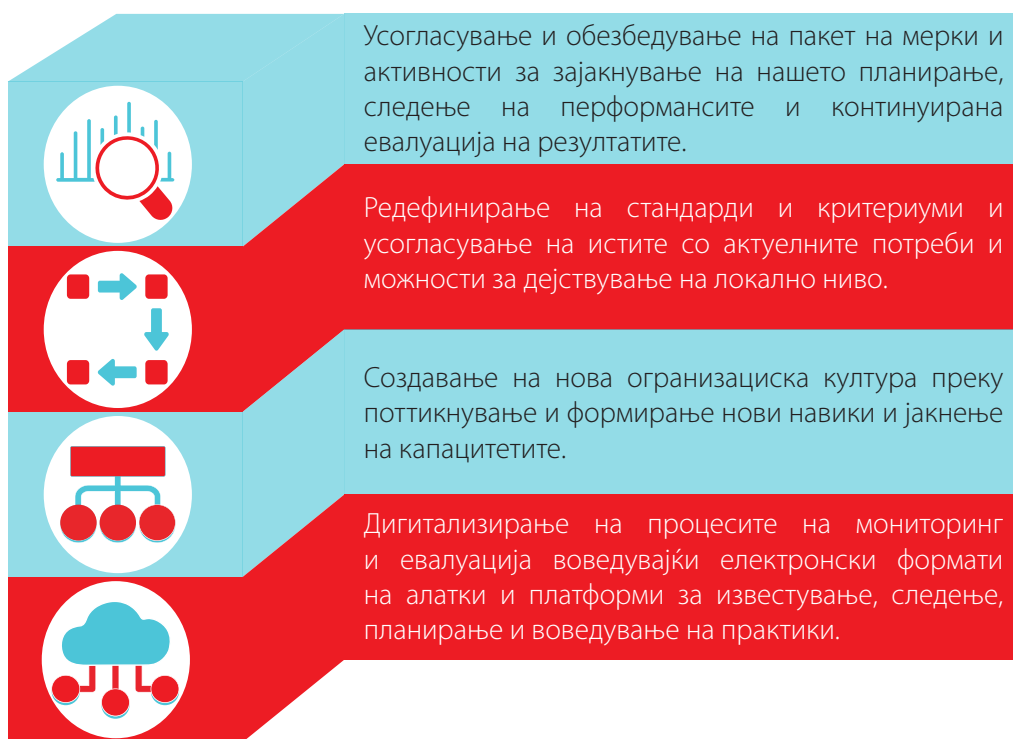 Усогласување и обезбедување на пакет на мерки и
активности за зајакнување на нашето планирање,
следење на перформансите и континуирана
евалуација на резултатите.
Редефинирање на стандарди и критериуми и
усогласување на истите со актуелните потреби и
можности за дејствување на локално ниво.
Создавање на нова огранизациска култура преку
поттикнување и формирање нови навики и јакнење
на капацитетите.
Дигитализирање на процесите на мониторинг
и евалуација воведувајќи електронски формати
на алатки и платформи за известување, следење,
планирање и воведување на практики.